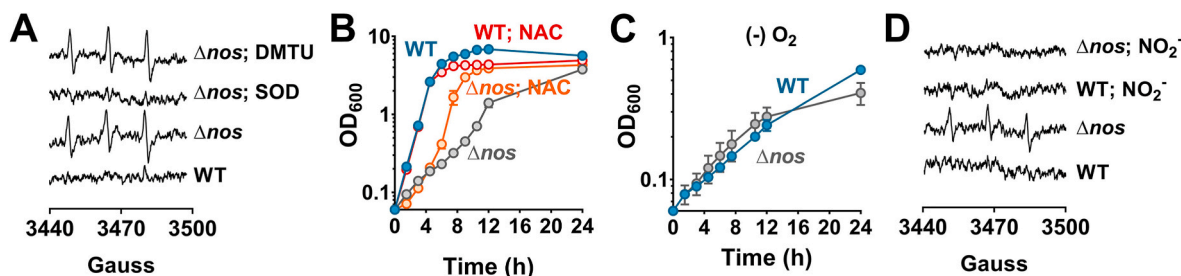 A
Δnos; DMTU
Δnos; SOD
Δnos
WT
3440 3470 3500
Gauss
B
WT; NAC
WT
Δnos; NAC
Δnos
10
1
0.1
OD600
0 4 8 12 16 20 24
Time (h)
C
(-) O2
WT
Δnos
1
0.1
OD600
0 4 8 12 16 20 24
Time (h)
D
Δnos; NO2-
WT; NO2-
Δnos
WT
3440 3470 3500
Gauss